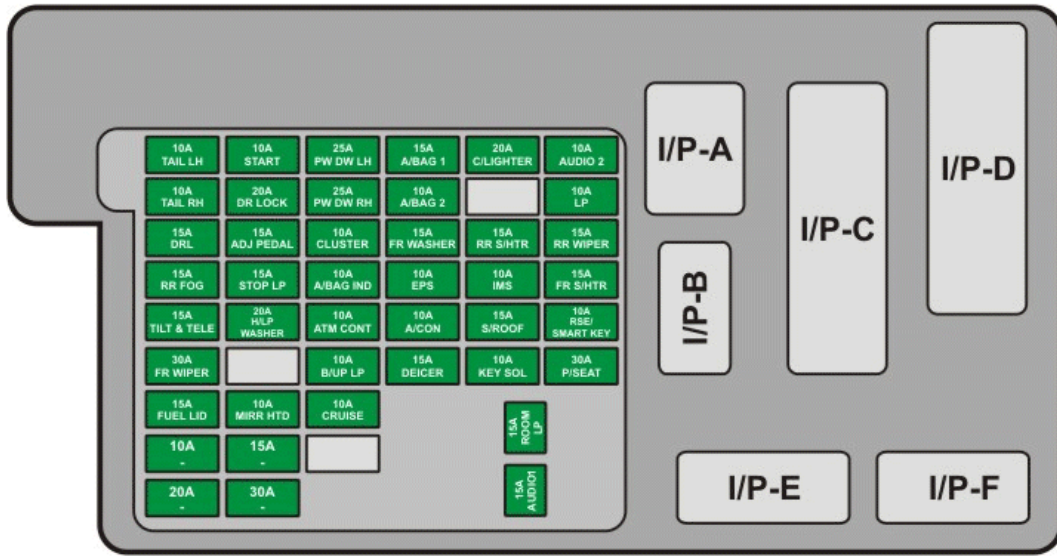 10A
TAIL LH
10A
START
25A
PW DW LH
15A
A/BAG 1
20A
C/LIGHTER
10A
AUDIO 2
10A
TAIL RH
20A
DR LOCK
25A
PW DW RH
10A
A/BAG 2
10A
LP
15A
DRL
15A
ADJ PEDAL
10A
CLUSTER
15A
FR WASHER
15A
RR S/HTR
15A
RR WIPER
15A
RR FOG
15A
STOP LP
10A
A/BAG IND
10A
EPS
10A
IMS
15A
FR S/HTR
15A
TILT & TELE
20A
H/LP
WASHER
10A
ATM CONT
10A
A/CON
15A
S/ROOF
10A
RSE/
SMART KEY
30A
FR WIPER
10A
B/UP LP
15A
DEICER
10A
KEY SOL
30A
P/SEAT
15A
FUEL LID
10A
MIRR HTD
10A
CRUISE
15A
ROOM
LP
10A
-
15A
-
20A
-
30A
-
15A
AUDIO1
I/P-A
I/P-B
I/P-C
I/P-D
I/P-E
I/P-F